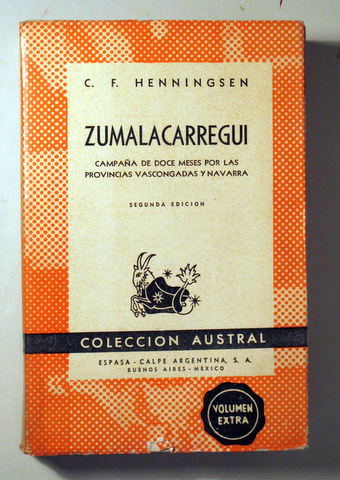 C. F. HENNINGSEN
ZUMALACARREGUI
CAMPAÑA DE DOCE MESES POR LAS
PROVINCIAS VASCONGADAS Y NAVARRA
SEGUNDA EDICION
COLECCION AUSTRAL
ESPASA - CALPE ARGENTINA, S. A.
BUENOS AIRES - MEXICO
VOLUMEN
EXTRA